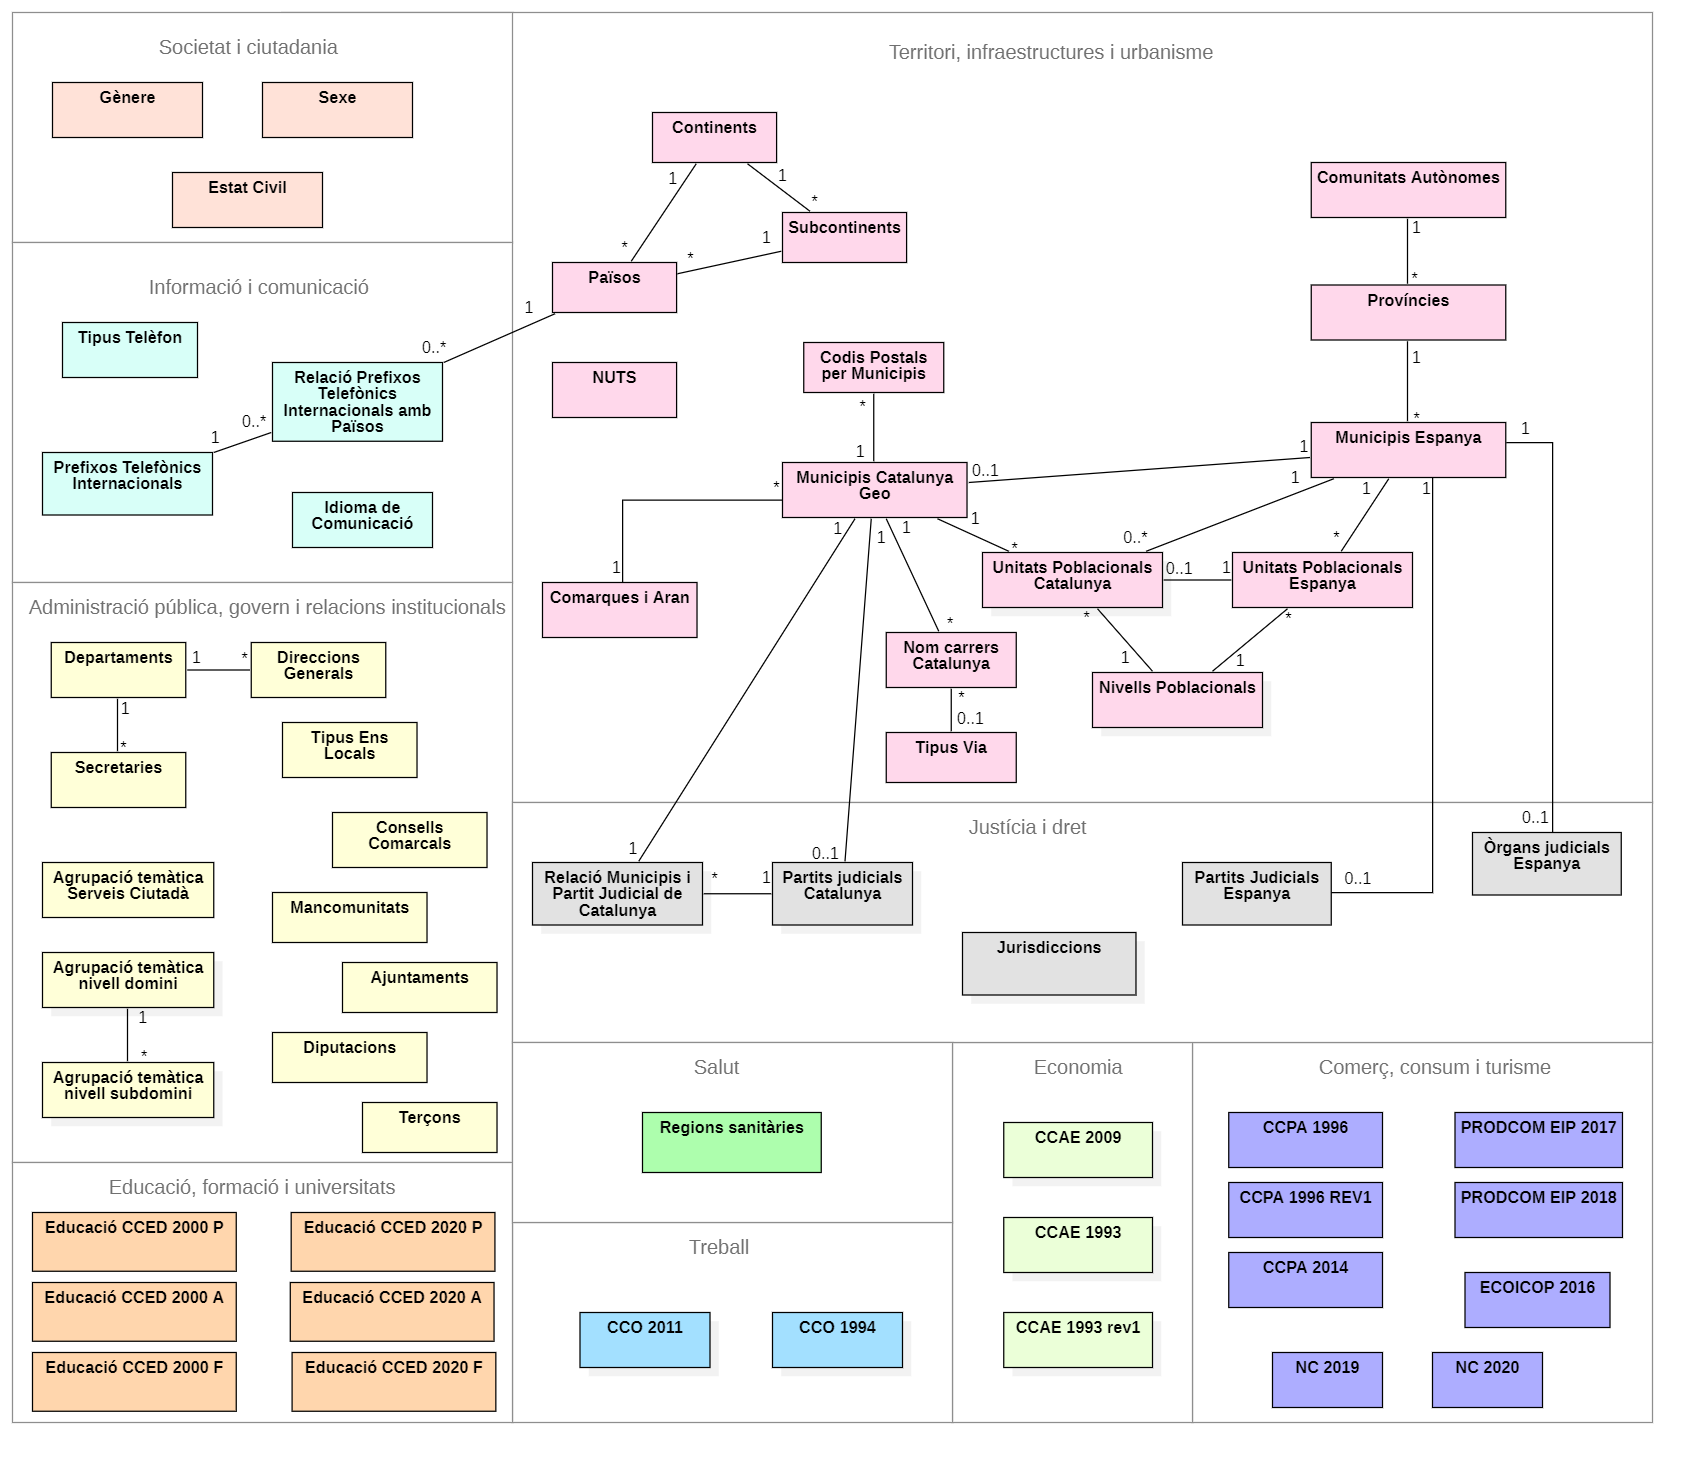 Societat i ciutadania
Gènere
Sexe
Estat Civil
Informació i comunicació
Tipus Telèfon
Relació Prefixos
Telefònics
Internacionals amb
Països
0..*
0..*
1
Prefixos Telefònics
Internacionals
Idioma de
Comunicació
Administració pública, govern i relacions institucionals
Departaments
1
*
Direccions
Generals
1
*
Secretaries
Tipus Ens
Locals
Consells
Comarcals
Agrupació temàtica
Serveis Ciutadà
Mancomunitats
Agrupació temàtica
nivell domini
Ajuntaments
1
*
Diputacions
Agrupació temàtica
nivell subdomini
Terçons
Educació, formació i universitats
Educació CCED 2000 P
Educació CCED 2020 P
Educació CCED 2000 A
Educació CCED 2020 A
Educació CCED 2000 F
Educació CCED 2020 F
Territori, infraestructures i urbanisme
Continents
1
1
*
*
Subcontinents
1
*
Països
1
NUTS
Comunitats Autònomes
1
*
Províncies
1
*
Codis Postals
per Municipis
*
1
Municipis Espanya
1
1
1
1
1
Municipis Catalunya
Geo
0..1
*
1
1
1
1
1
Comarques i Aran
*
0..*
*
Unitats Poblacionals
Catalunya
0..1
1
Unitats Poblacionals
Espanya
*
*
1
1
Nivells Poblacionals
*
Nom carrers
Catalunya
*
0..1
Tipus Via
Justícia i dret
1
0..1
Relació Municipis i
Partit Judicial de
Catalunya
*
1
Partits judicials
Catalunya
Jurisdiccions
Partits Judicials
Espanya
0..1
0..1
Òrgans judicials
Espanya
Salut
Regions sanitàries
Treball
CCO 2011
CCO 1994
Economia
CCAE 2009
CCAE 1993
CCAE 1993 rev1
Comerç, consum i turisme
CCPA 1996
PRODCOM EIP 2017
CCPA 1996 REV1
PRODCOM EIP 2018
CCPA 2014
ECOICOP 2016
NC 2019
NC 2020